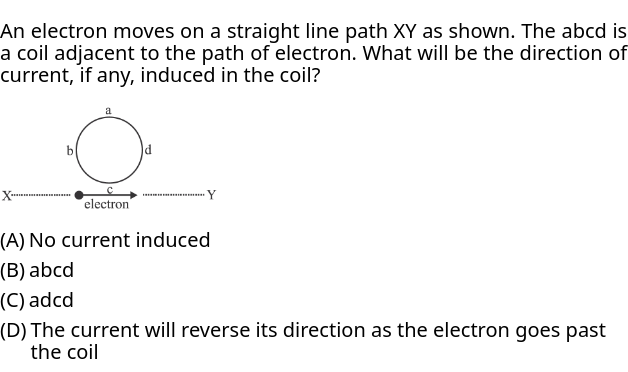 An electron moves on a straight line path XY as shown. The abcd is
a coil adjacent to the path of electron. What will be the direction of
current, if any, induced in the coil?
a
b
d
c
X
Y
electron
(A) No current induced
(B) abcd
(C) adcd
(D) The current will reverse its direction as the electron goes past
the coil